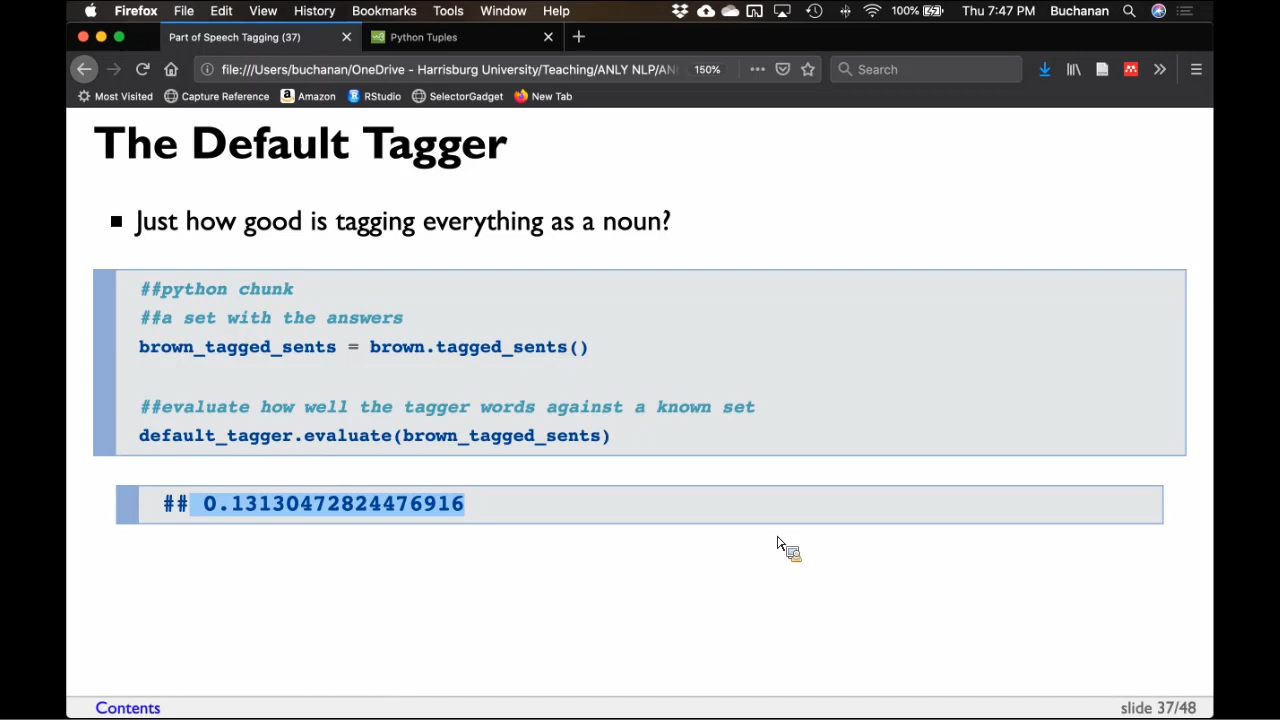 Firefox File Edit View History Bookmarks Tools Window Help 100% Thu 7:47 PM Buchanan
Part of Speech Tagging (37) Python Tuples
file:///Users/buchanan/OneDrive - Harrisburg University/Teaching/ANLY NLP/AN 150% Search
Most Visited Capture Reference Amazon RStudio SelectorGadget New Tab
The Default Tagger
Just how good is tagging everything as a noun?
##python chunk
##a set with the answers
brown_tagged_sents = brown.tagged_sents()
##evaluate how well the tagger words against a known set
default_tagger.evaluate(brown_tagged_sents)
## 0.13130472824476916
Contents slide 37/48